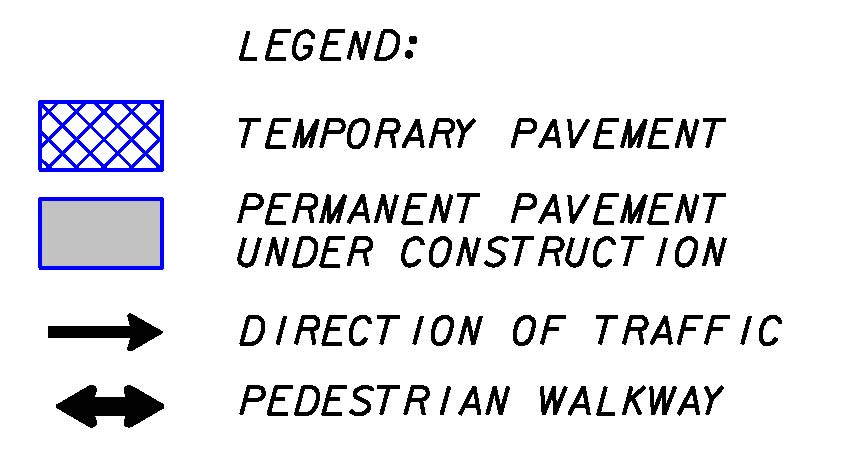 LEGEND:
TEMPORARY PAVEMENT
PERMANENT PAVEMENT
UNDER CONSTRUCTION
DIRECTION OF TRAFFIC
PEDESTRIAN WALKWAY